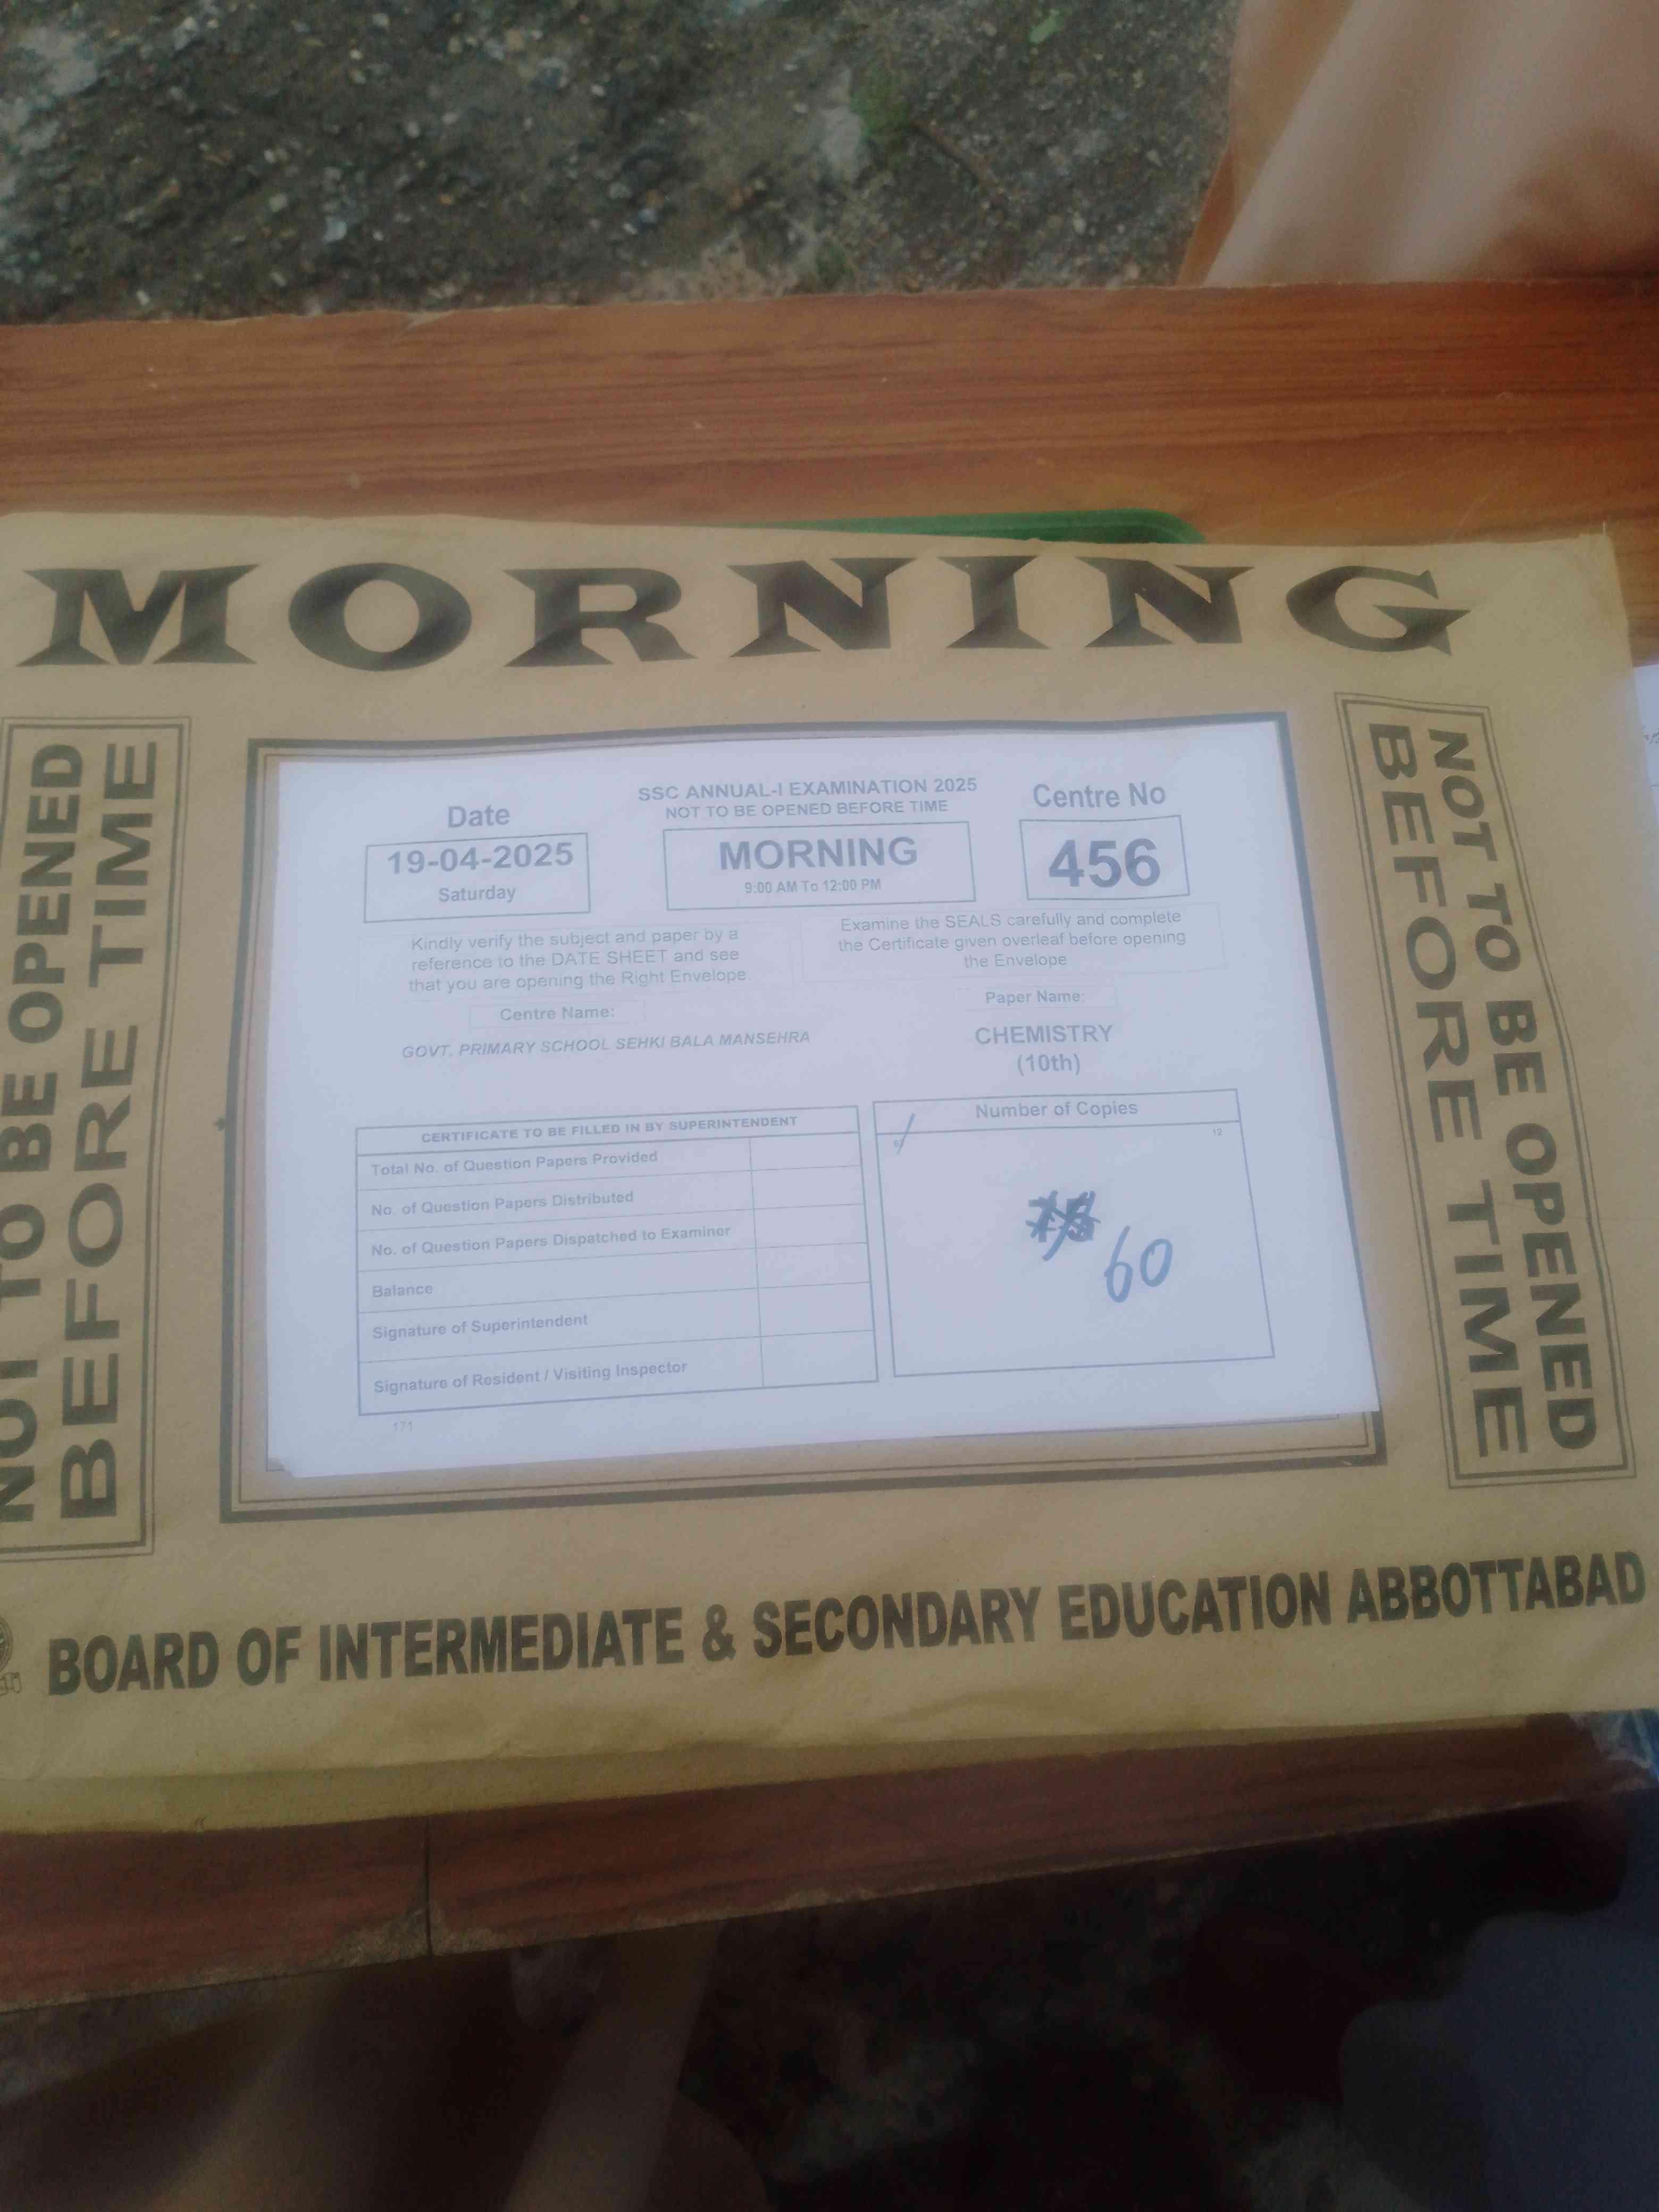 MORNING
NOT TO BE OPENED
BEFORE TIME
SSC ANNUAL-I EXAMINATION 2025
NOT TO BE OPENED BEFORE TIME
Date
19-04-2025
Saturday
MORNING
9:00 AM To 12:00 PM
Centre No
456
Kindly verify the subject and paper by a
reference to the DATE SHEET and see
that you are opening the Right Envelope.
Examine the SEALS carefully and complete
the Certificate given overleaf before opening
the Envelope
Centre Name:
GOVT. PRIMARY SCHOOL SEHKI BALA MANSEHRA
Paper Name:
CHEMISTRY
(10th)
CERTIFICATE TO BE FILLED IN BY SUPERINTENDENT
Total No. of Question Papers Provided
No. of Question Papers Distributed
No. of Question Papers Dispatched to Examiner
Balance
Signature of Superintendent
Signature of Resident / Visiting Inspector
Number of Copies
12
60
171
NOT TO BE OPENED
BEFORE TIME
BOARD OF INTERMEDIATE & SECONDARY EDUCATION ABBOTTABAD